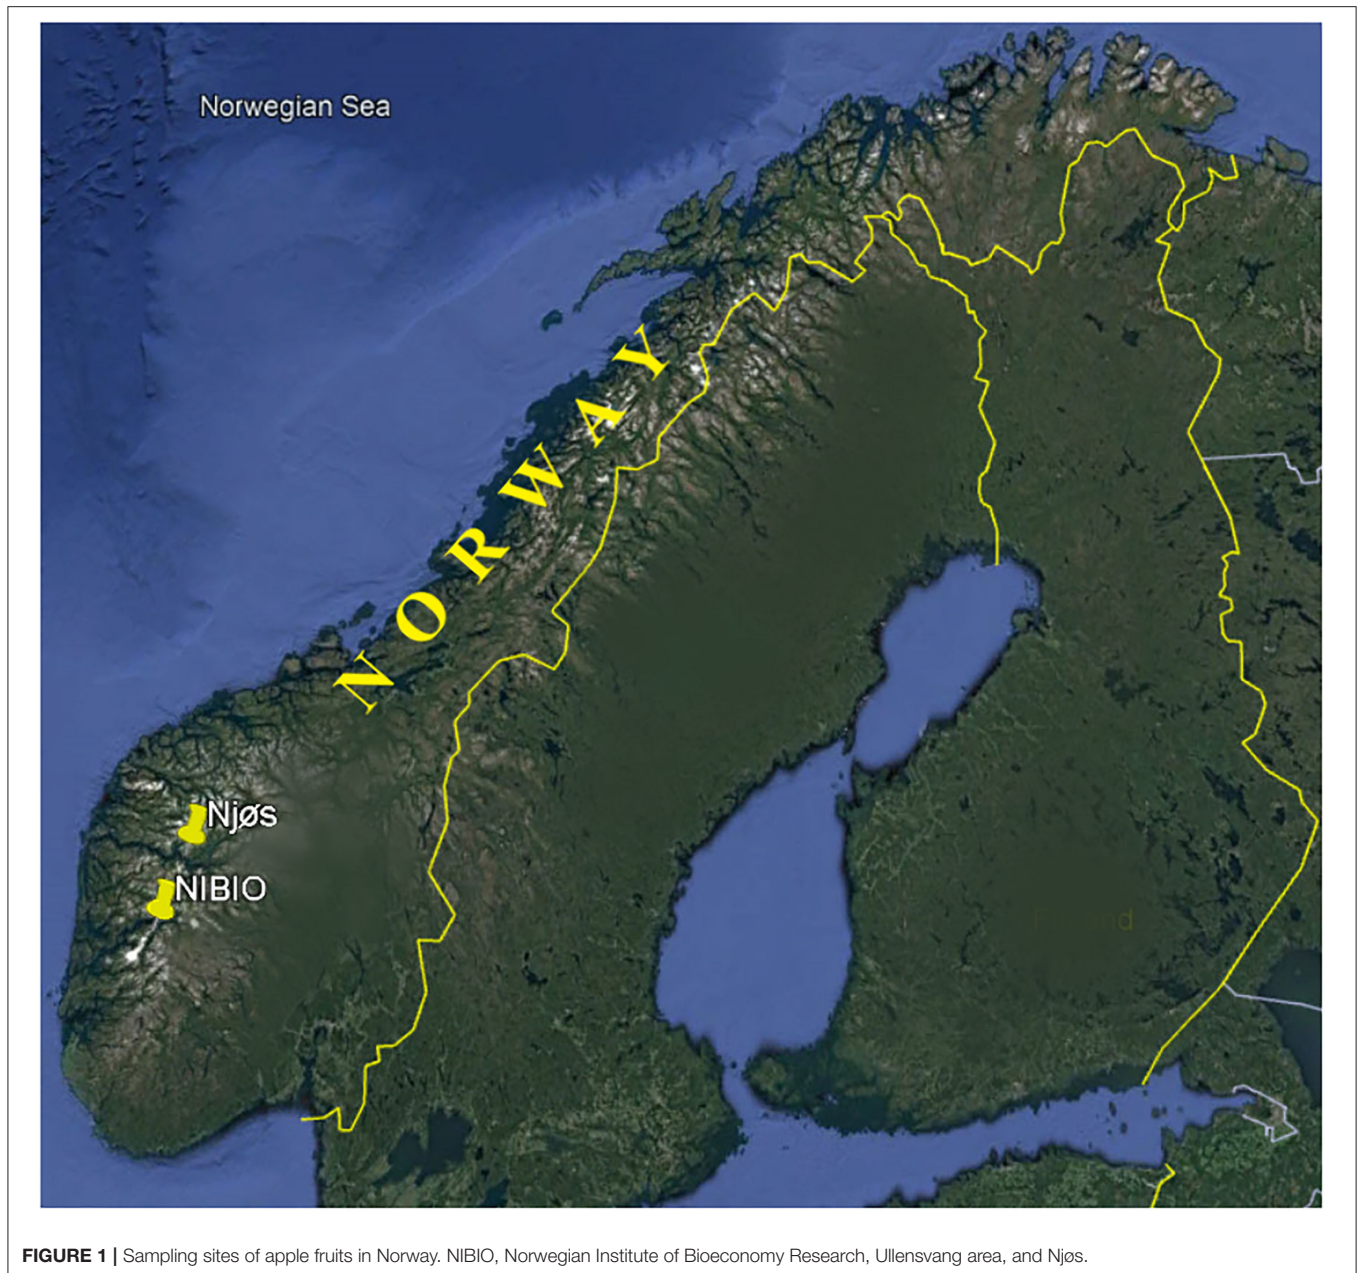 Norwegian Sea
NORWAY
Njøs
NIBIO
FIGURE 1 | Sampling sites of apple fruits in Norway. NIBIO, Norwegian Institute of Bioeconomy Research, Ullensvang area, and Njøs.